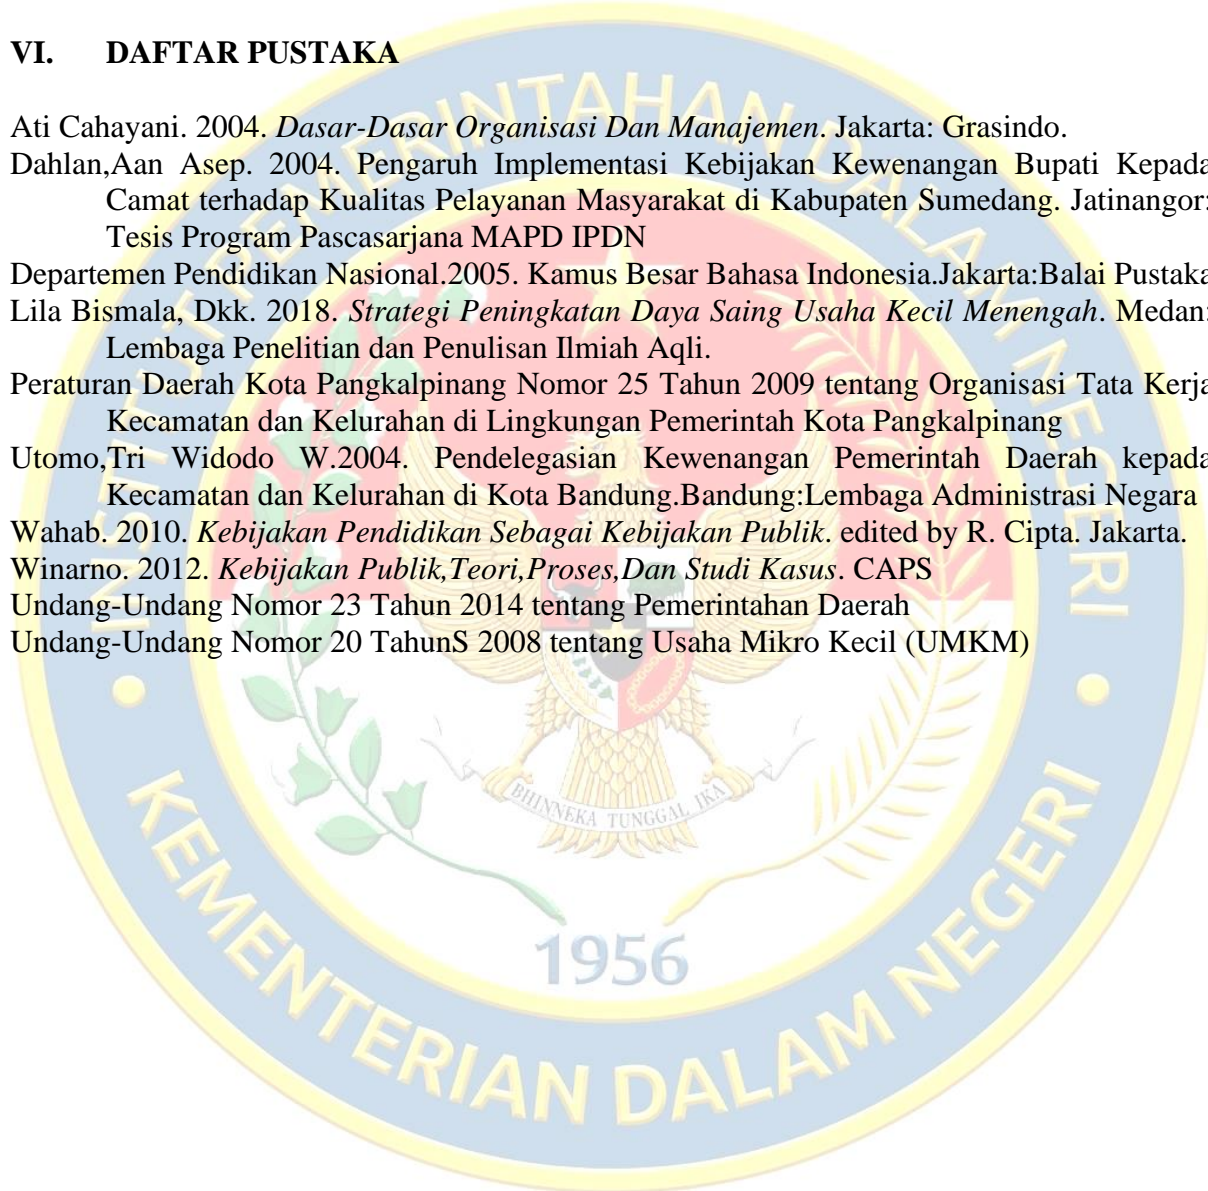 VI. DAFTAR PUSTAKA
Ati Cahayani. 2004. Dasar-Dasar Organisasi Dan Manajemen. Jakarta: Grasindo.
Dahlan,Aan Asep. 2004. Pengaruh Implementasi Kebijakan Kewenangan Bupati Kepada
Camat terhadap Kualitas Pelayanan Masyarakat di Kabupaten Sumedang. Jatinangor:
Tesis Program Pascasarjana MAPD IPDN
Departemen Pendidikan Nasional.2005. Kamus Besar Bahasa Indonesia.Jakarta:Balai Pustaka
Lila Bismala, Dkk. 2018. Strategi Peningkatan Daya Saing Usaha Kecil Menengah. Medan:
Lembaga Penelitian dan Penulisan Ilmiah Aqli.
Peraturan Daerah Kota Pangkalpinang Nomor 25 Tahun 2009 tentang Organisasi Tata Kerja
Kecamatan dan Kelurahan di Lingkungan Pemerintah Kota Pangkalpinang
Utomo,Tri Widodo W.2004. Pendelegasian Kewenangan Pemerintah Daerah kepada
Kecamatan dan Kelurahan di Kota Bandung.Bandung:Lembaga Administrasi Negara
Wahab. 2010. Kebijakan Pendidikan Sebagai Kebijakan Publik. edited by R. Cipta. Jakarta.
Winarno. 2012. Kebijakan Publik,Teori,Proses,Dan Studi Kasus. CAPS
Undang-Undang Nomor 23 Tahun 2014 tentang Pemerintahan Daerah
Undang-Undang Nomor 20 TahunS 2008 tentang Usaha Mikro Kecil (UMKM)
INSTITUT PEMERINTAHAN DALAM NEGERI
BHINNEKA TUNGGAL IKA
1956
KEMENTERIAN DALAM NEGERI